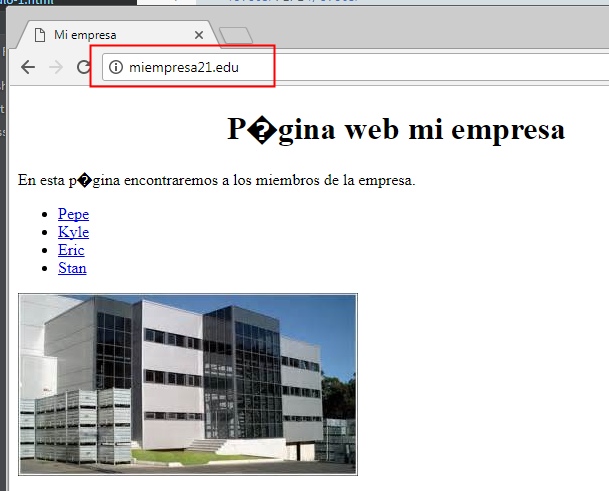 Mi empresa
miempresa21.edu
P�gina web mi empresa
En esta p�gina encontraremos a los miembros de la empresa.
Pepe
Kyle
Eric
Stan